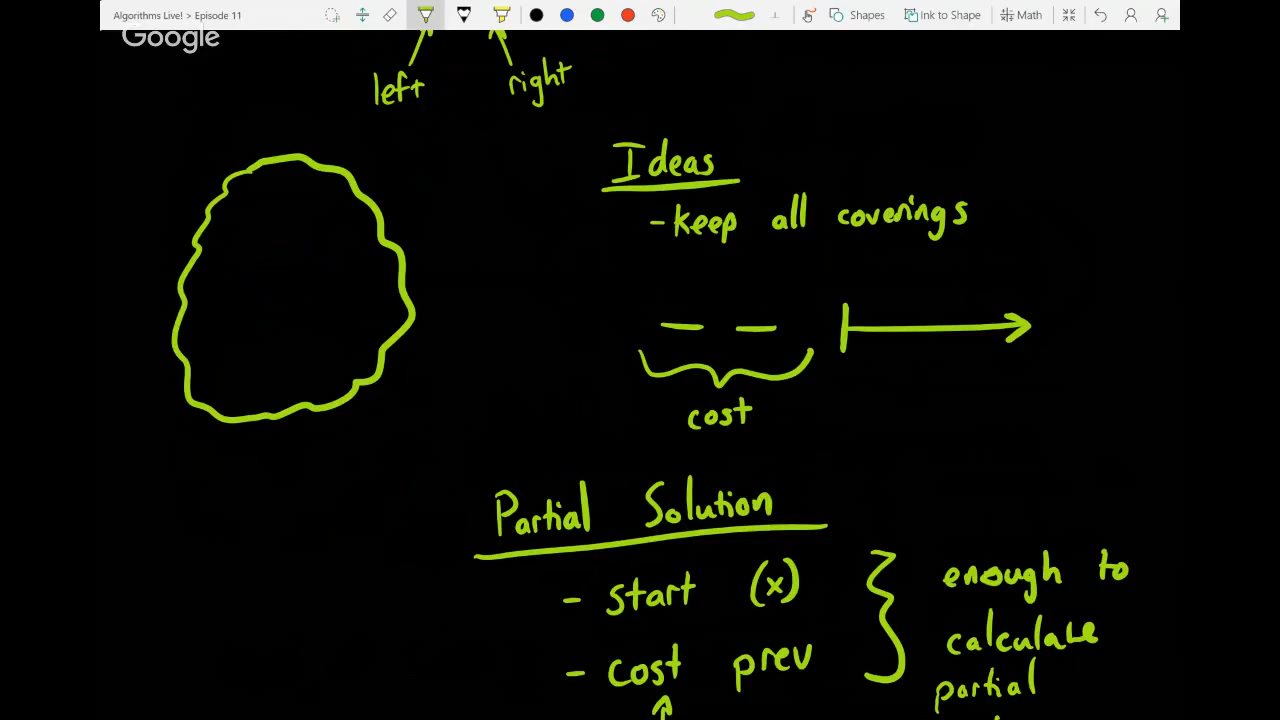 Algorithms Live! > Episode 11
Shapes
Ink to Shape
Math
Google
left
right
Ideas
- keep all coverings
cost
Partial Solution
- start (x)
- cost prev
enough to
calculate
partial